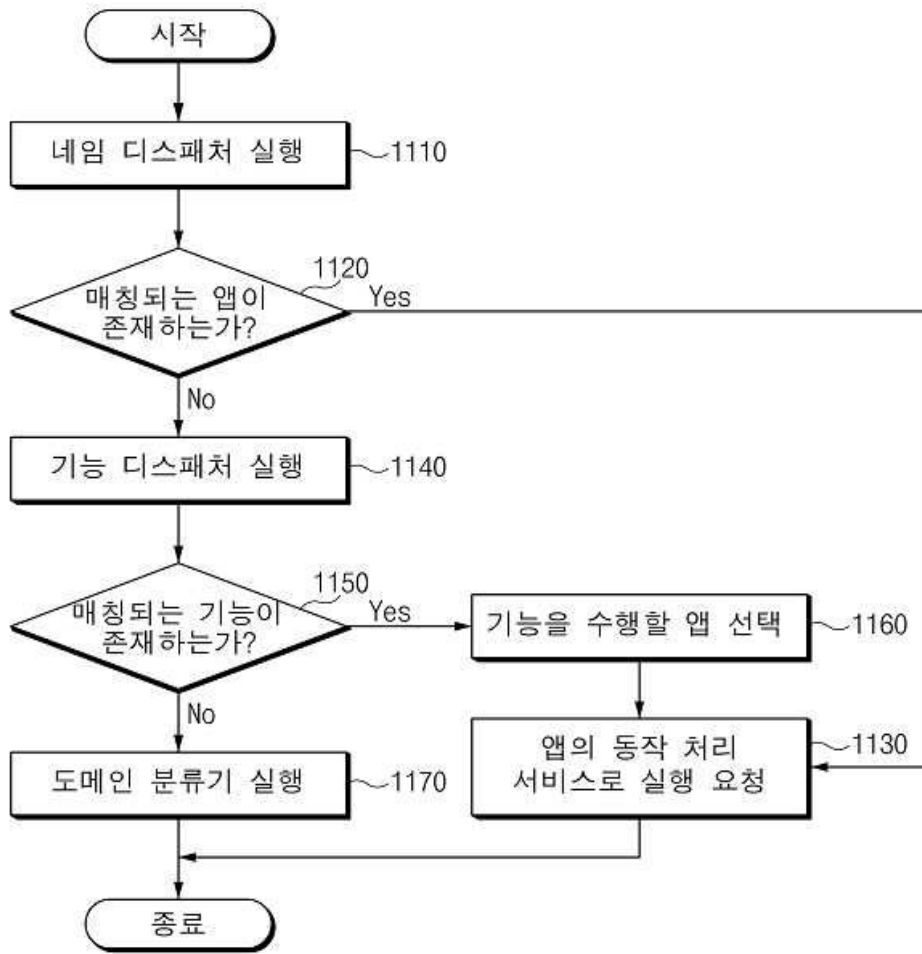 시작
네임 디스패처 실행
1110
매칭되는 앱이
존재하는가?
1120
Yes
No
기능 디스패처 실행
1140
매칭되는 기능이
존재하는가?
1150
Yes
기능을 수행할 앱 선택
1160
No
앱의 동작 처리
서비스로 실행 요청
1130
도메인 분류기 실행
1170
종료